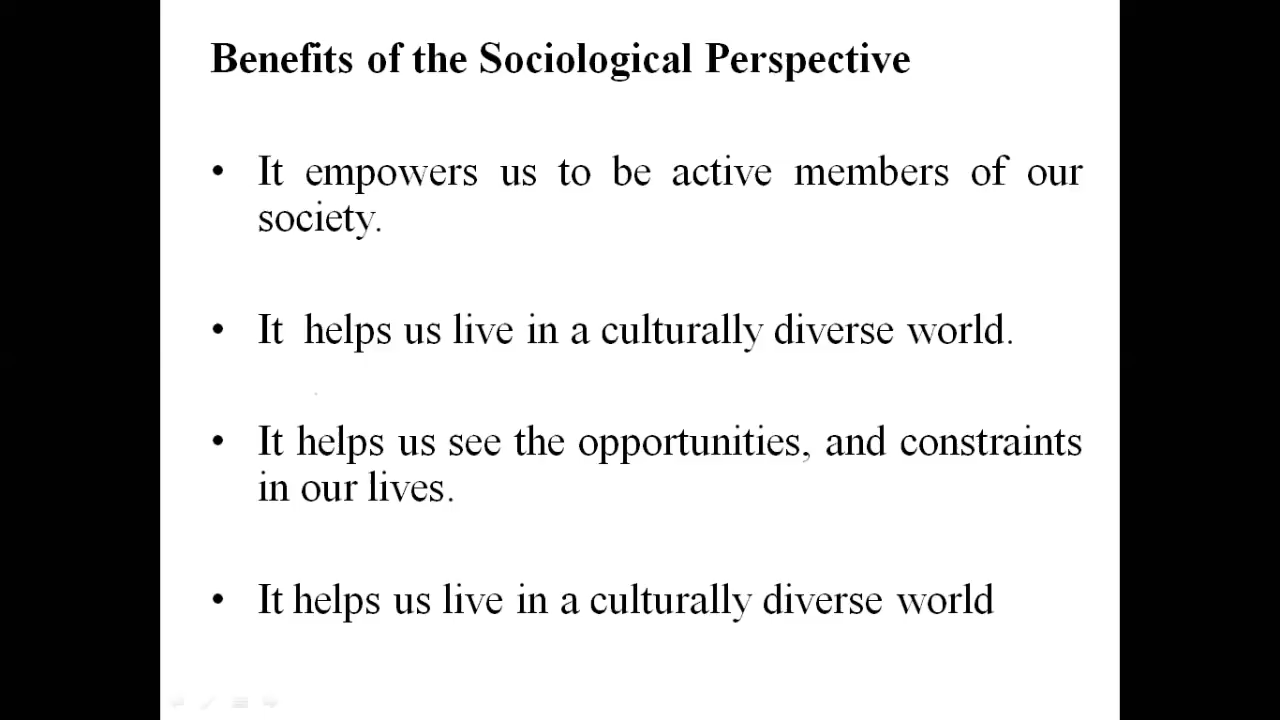 Benefits of the Sociological Perspective
• It empowers us to be active members of our
society.
• It  helps us live in a culturally diverse world.
• It helps us see the opportunities, and constraints
in our lives.
• It helps us live in a culturally diverse world